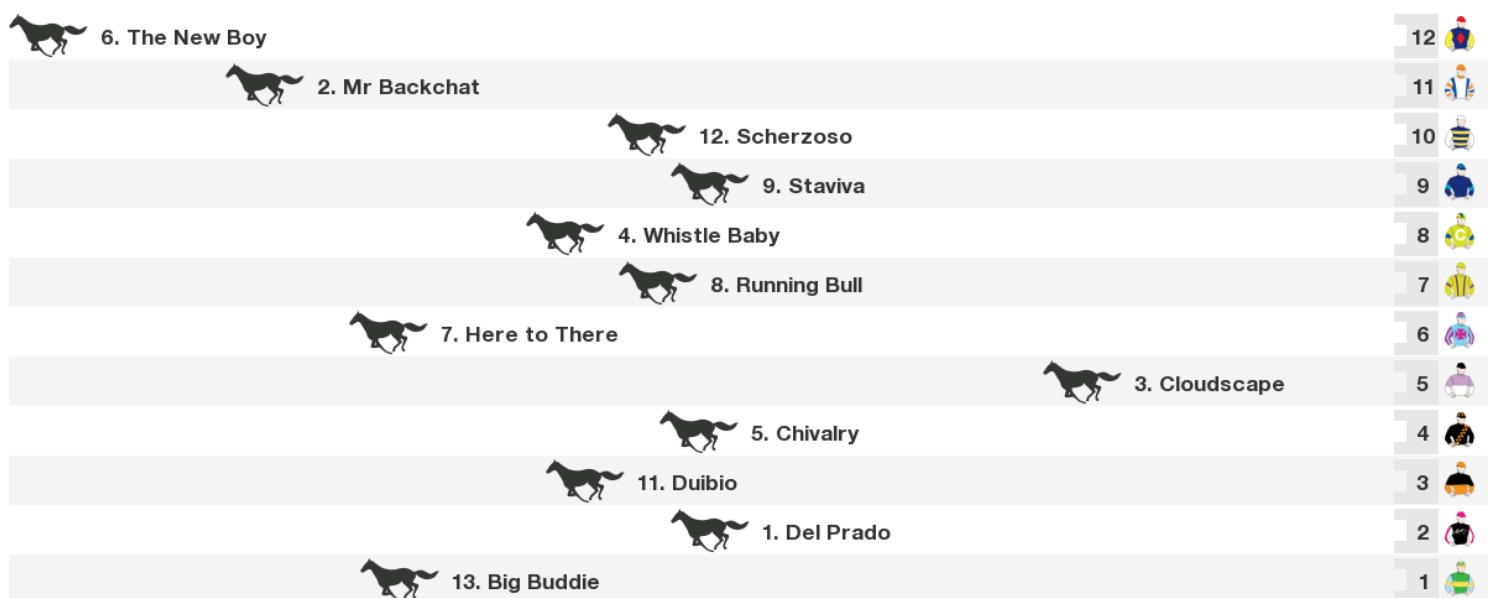 6. The New Boy 12
2. Mr Backchat 11
12. Scherzoso 10
9. Staviva 9
4. Whistle Baby 8
C
8. Running Bull 7
7. Here to There 6
3. Cloudscape 5
5. Chivalry 4
11. Duibio 3
1. Del Prado 2
13. Big Buddie 1